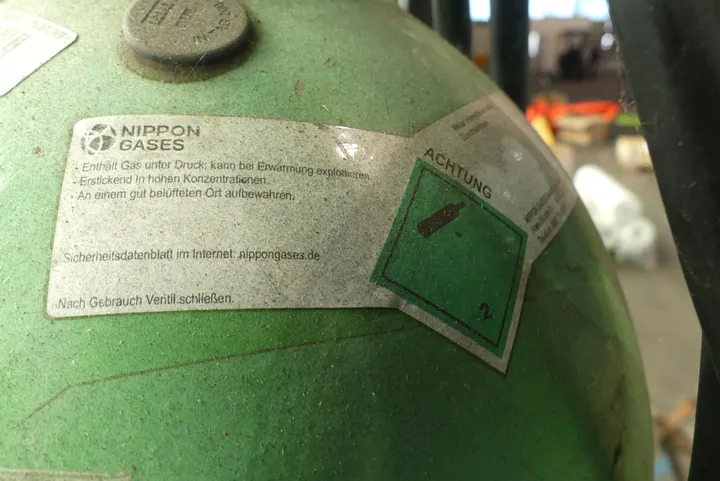 NIPPON
GASES
- Enthält Gas unter Druck; kann bei Erwärmung explodieren.
- Erstickend in hohen Konzentrationen.
- An einem gut belüfteten Ort aufbewahren.
Sicherheitsdatenblatt im Internet: nippongases.de
Nach Gebrauch Ventil schließen.
ACHTUNG
2